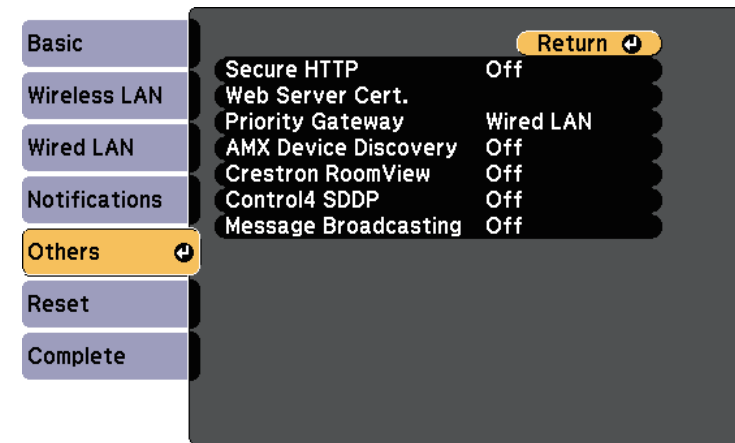 Basic
Wireless LAN
Wired LAN
Notifications
Others
Reset
Complete
Return
Secure HTTP Off
Web Server Cert.
Priority Gateway Wired LAN
AMX Device Discovery Off
Crestron RoomView Off
Control4 SDDP Off
Message Broadcasting Off